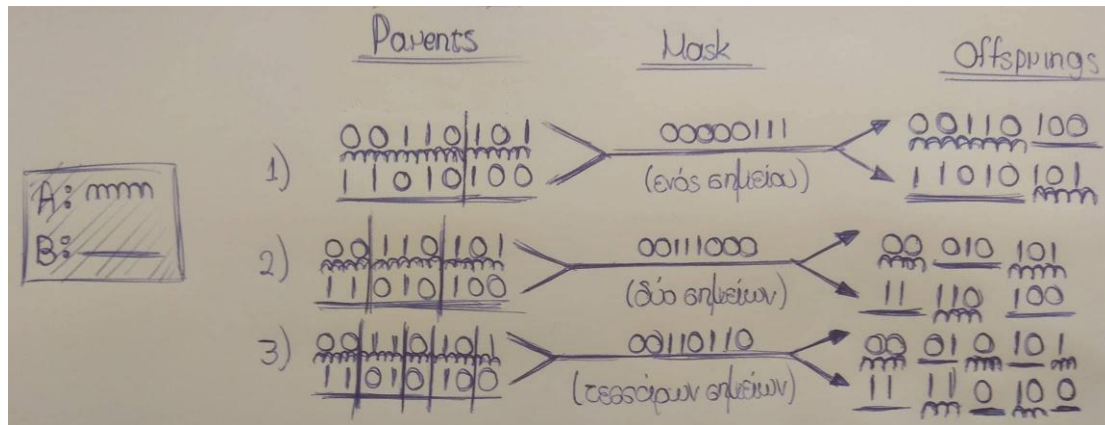 Parents Mask Offsprings
00110101 00000111 00110 100
1) (ενός σημείου)
11010100 11010 101
A: 
B: 
00110101 00111000 00 010 101
2) (δύο σημείων)
11010100 11 110 100
00110101 00110110 00 01 0 10 1
3) (τεσσάρων σημείων)
11010100 11 11 0 10 0